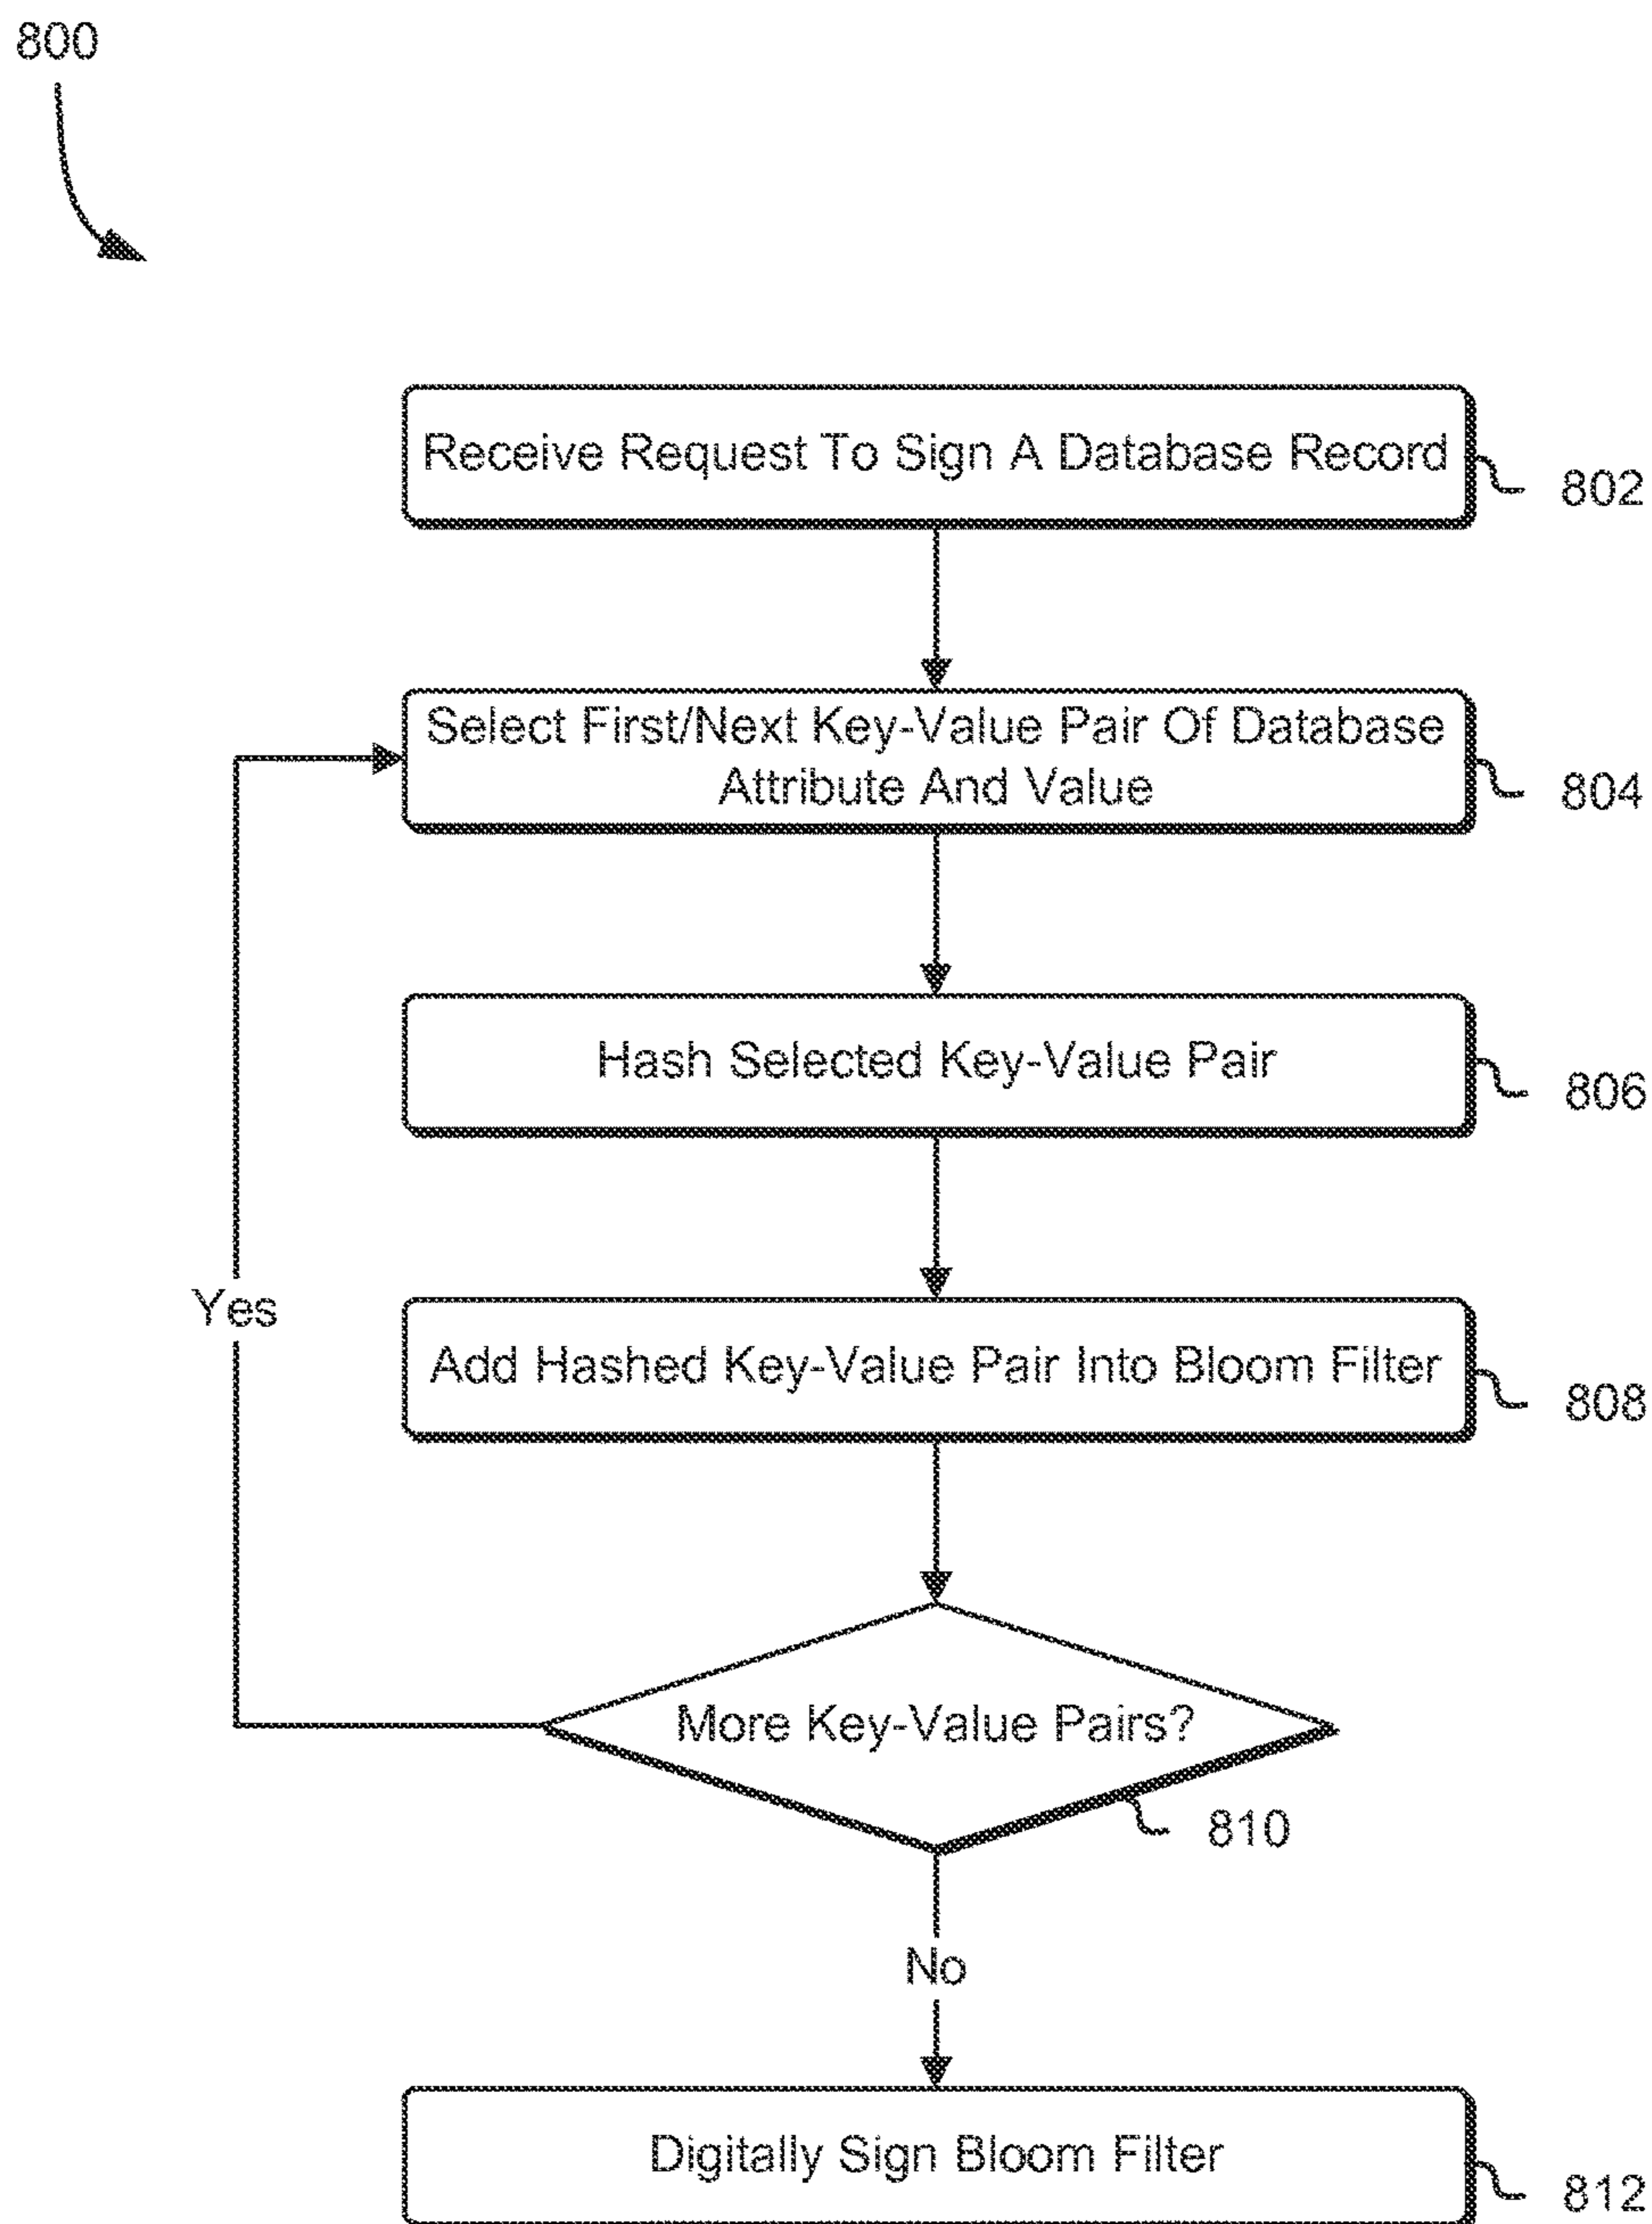 800
Receive Request To Sign A Database Record
802
Select First/Next Key-Value Pair Of Database
Attribute And Value
804
Hash Selected Key-Value Pair
806
Yes
Add Hashed Key-Value Pair Into Bloom Filter
808
More Key-Value Pairs?
810
No
Digitally Sign Bloom Filter
812